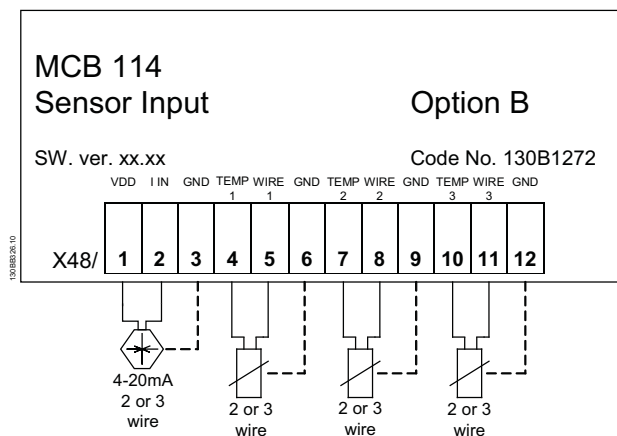 MCB 114
Sensor Input
Option B
SW. ver. xx.xx
Code No. 130B1272
VDD I IN GND TEMP 1 WIRE 1 GND TEMP 2 WIRE 2 GND TEMP 3 WIRE 3 GND
X48/ 1 2 3 4 5 6 7 8 9 10 11 12
130BB326.10
4-20mA
2 or 3
wire
2 or 3
wire
2 or 3
wire
2 or 3
wire